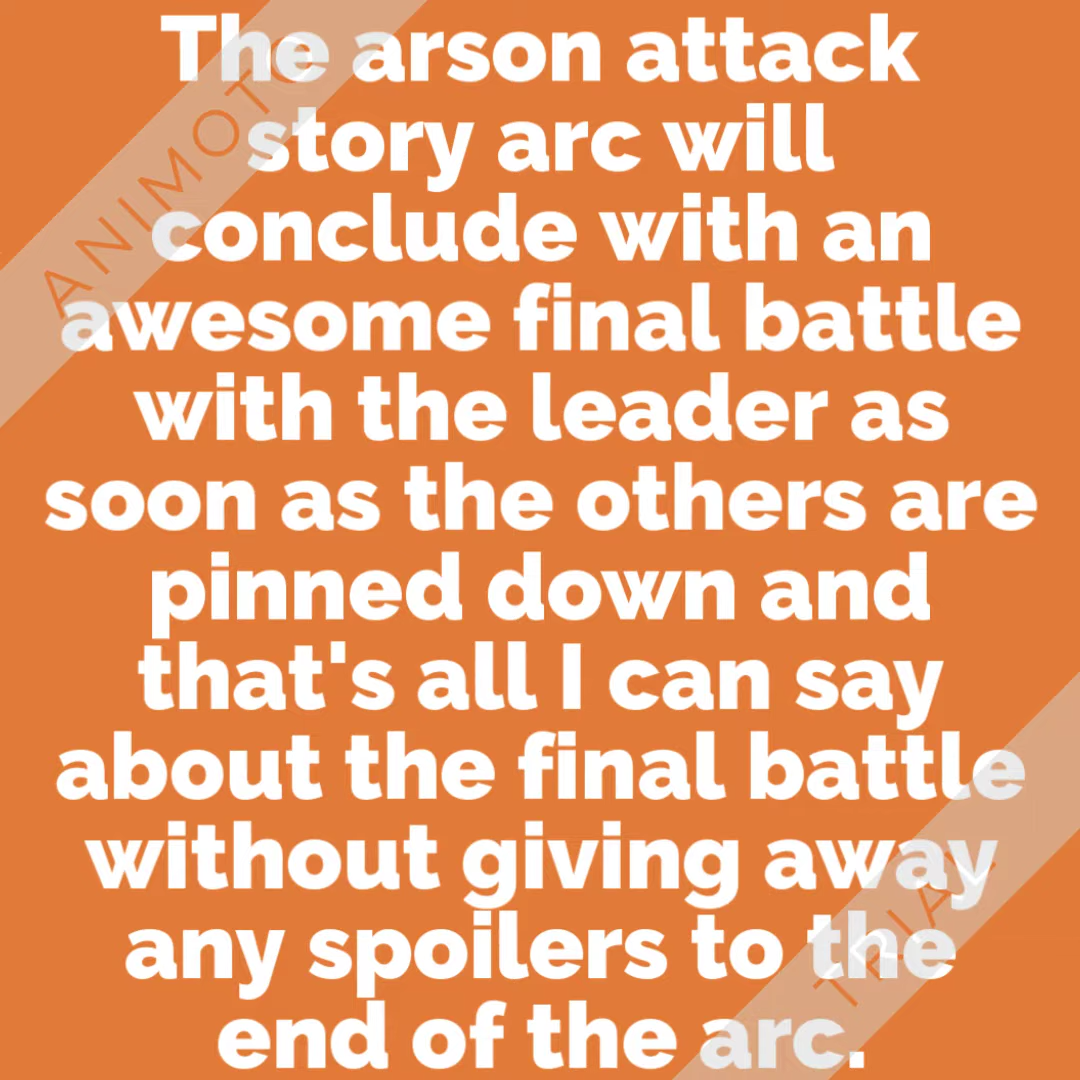 The arson attack
story arc will
conclude with an
awesome final battle
with the leader as
soon as the others are
pinned down and
that's all I can say
about the final battle
without giving away
any spoilers to the
end of the arc.
ANIMOTO
TRIAL